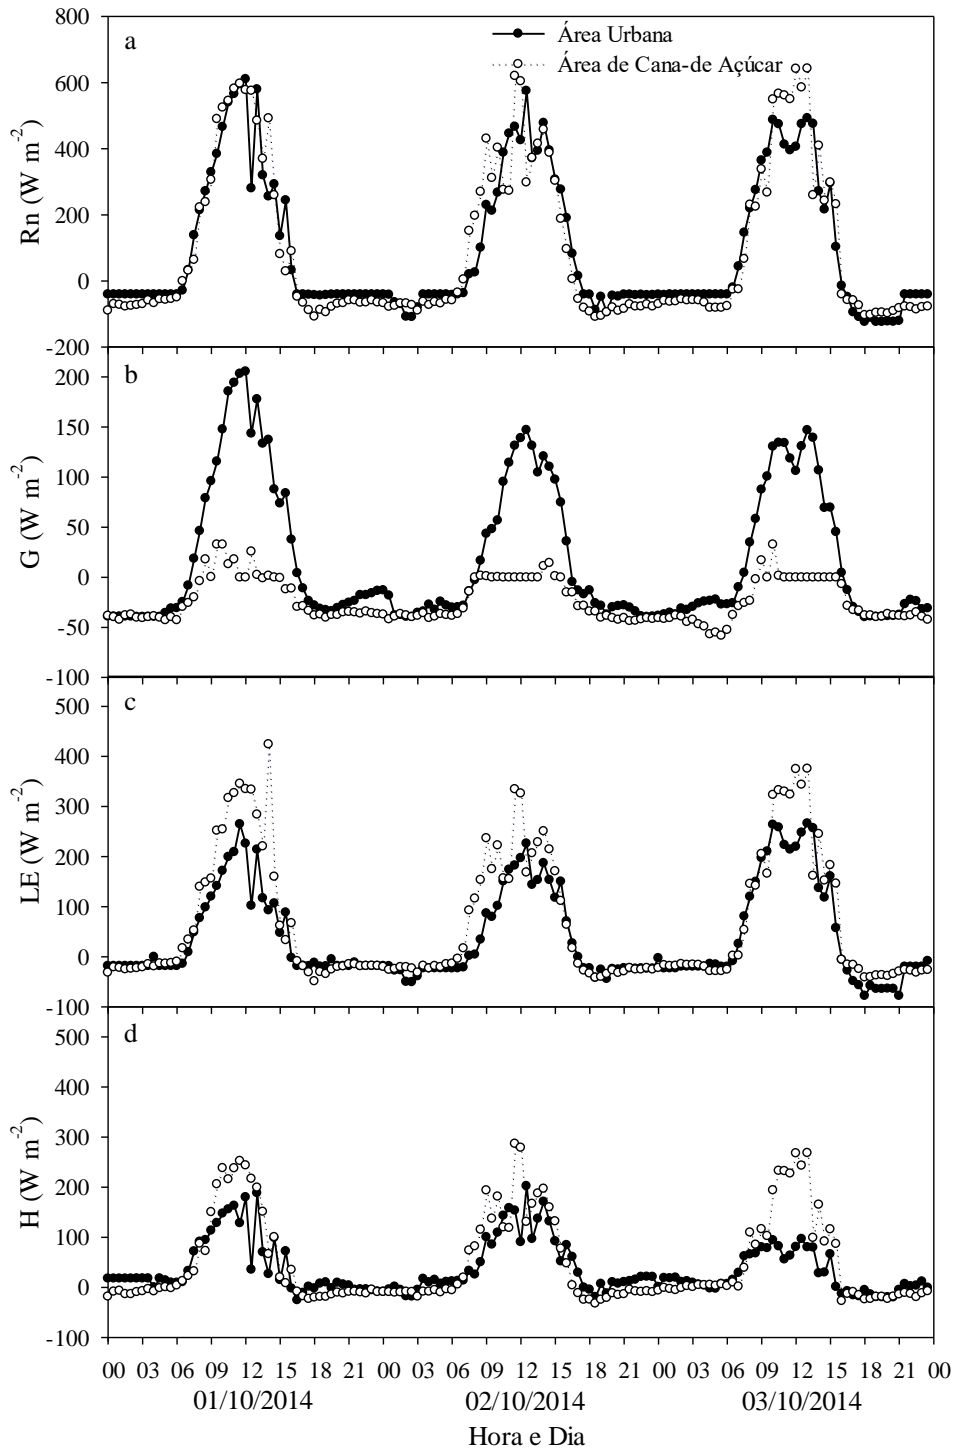 800
a
Área Urbana
Área de Cana-de Açúcar
600
400
200
0
-200
Rn (W m-2)
b
200
150
100
50
0
-50
-100
G (W m-2)
c
500
400
300
200
100
0
-100
LE (W m-2)
d
500
400
300
200
100
0
-100
H (W m-2)
00 03 06 09 12 15 18 21 00 03 06 09 12 15 18 21 00 03 06 09 12 15 18 21 00
01/10/2014 02/10/2014 03/10/2014
Hora e Dia